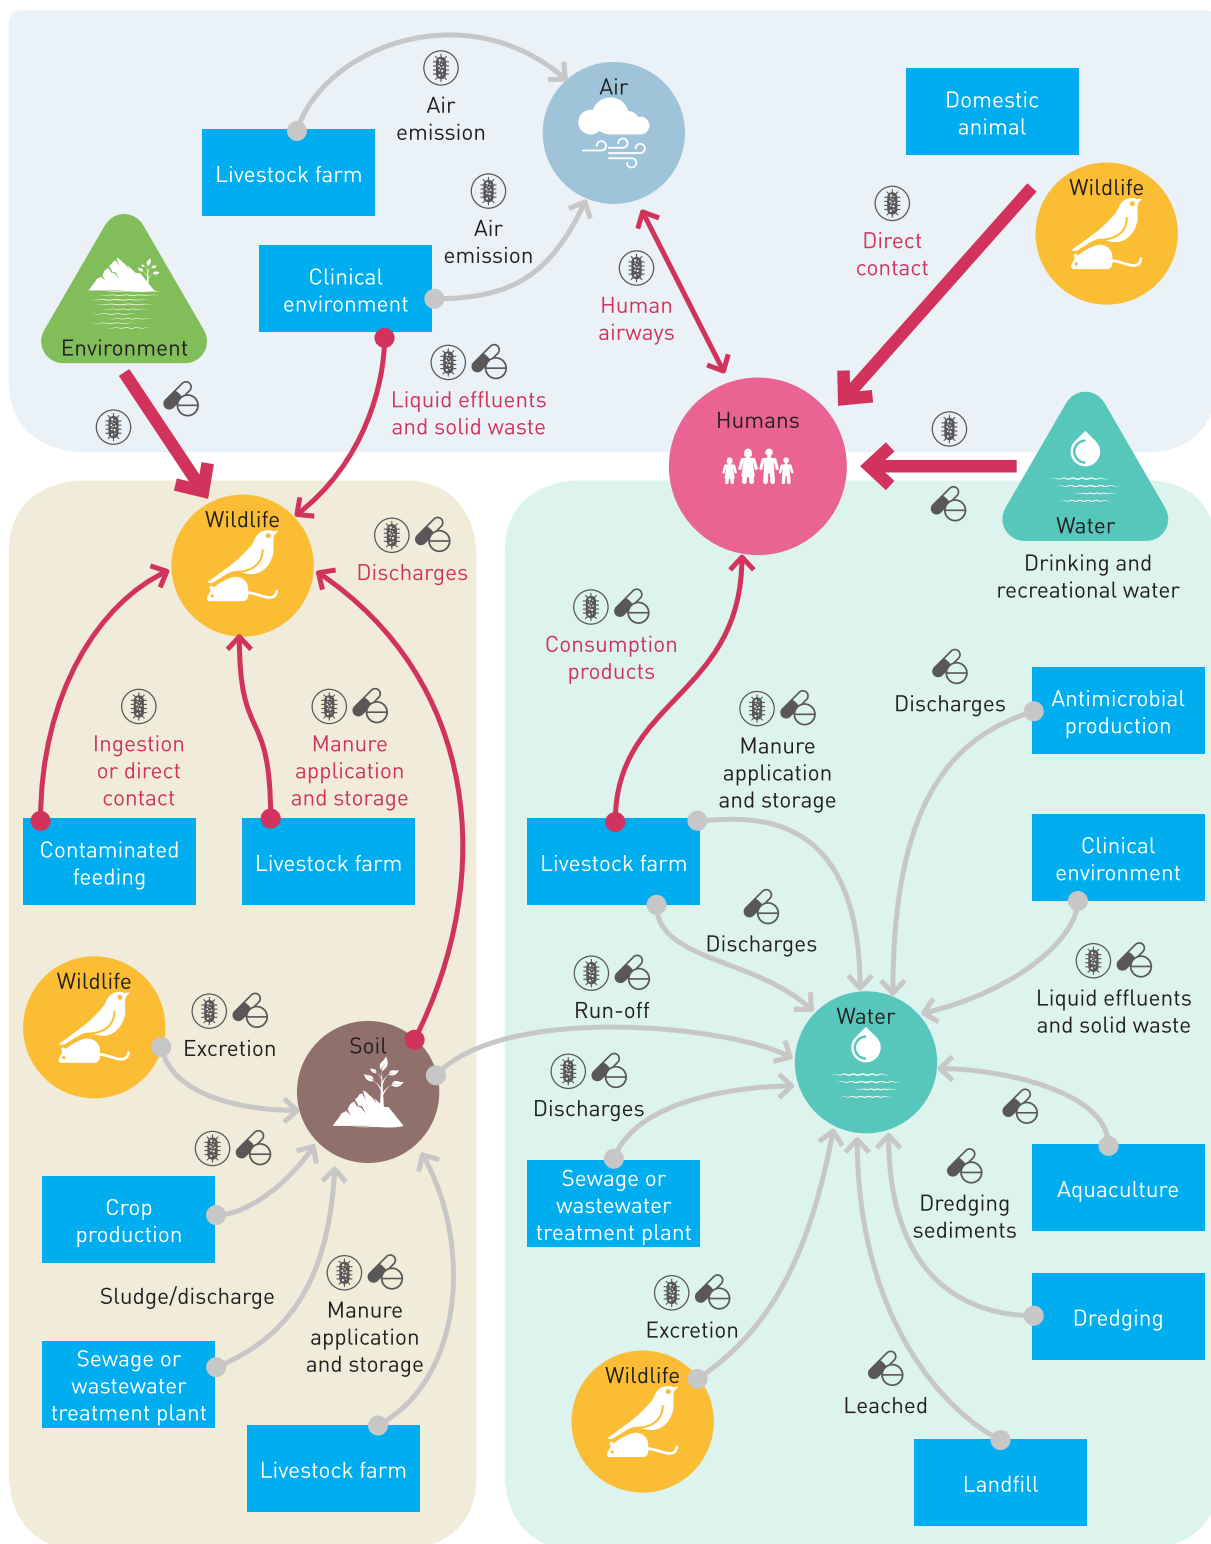 Air
Air
emission
Livestock farm
Domestic
animal
Wildlife
Direct
contact
Air
emission
Clinical
environment
Human
airways
Environment
Liquid effluents
and solid waste
Humans
Wildlife
Discharges
Water
Drinking and
recreational water
Consumption
products
Ingestion
or direct
contact
Manure
application
and storage
Manure
application
and storage
Discharges
Antimicrobial
production
Contaminated
feeding
Livestock farm
Livestock farm
Clinical
environment
Discharges
Wildlife
Excretion
Soil
Run-off
Water
Liquid effluents
and solid waste
Discharges
Crop
production
Sewage or
wastewater
treatment plant
Dredging
sediments
Aquaculture
Sludge/discharge
Manure
application
and storage
Excretion
Dredging
Sewage or
wastewater
treatment plant
Wildlife
Leached
Livestock farm
Landfill